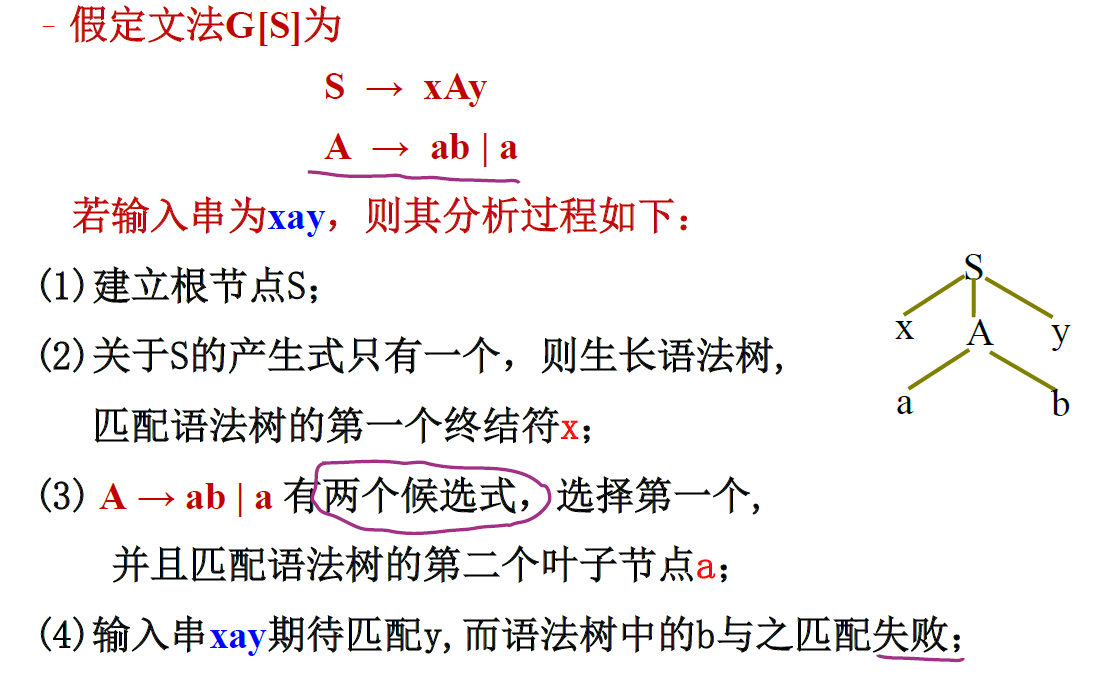 - 假定文法G[S]为
S → xAy
A → ab | a
若输入串为xay，则其分析过程如下：
(1)建立根节点S;
(2)关于S的产生式只有一个，则生长语法树,
匹配语法树的第一个终结符x;
(3) A → ab | a 有两个候选式，选择第一个,
并且匹配语法树的第二个叶子节点a;
(4)输入串xay期待匹配y,而语法树中的b与之匹配失败;
S
x A y
a b